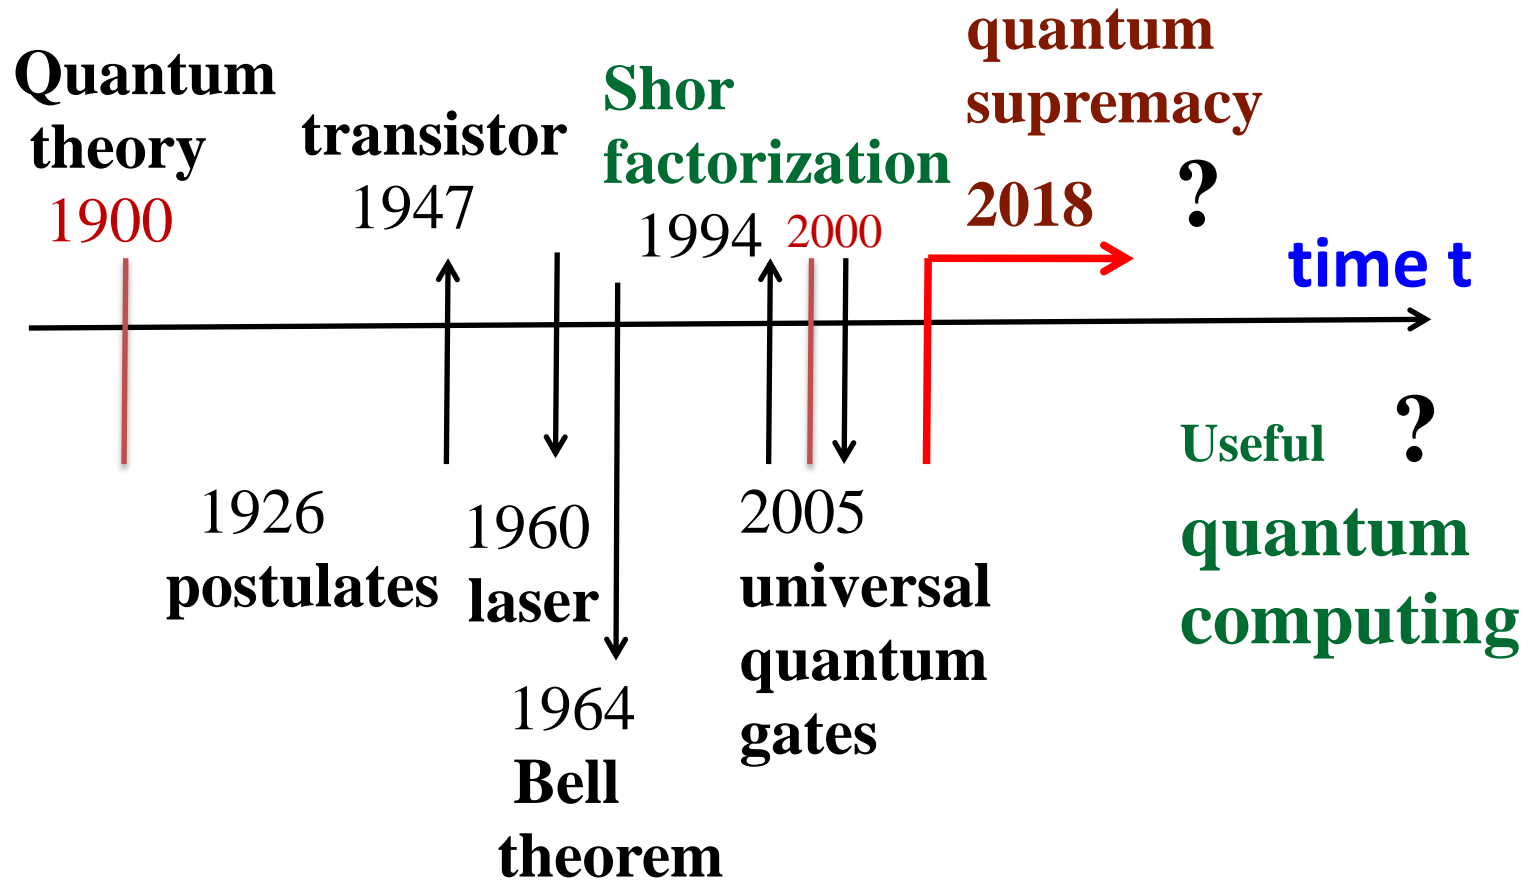 Quantum
theory
1900
transistor
1947
Shor
factorization
1994
2000
quantum
supremacy
2018 ?
time t
1926
postulates
1960
laser
1964
Bell
theorem
2005
universal
quantum
gates
Useful ?
quantum
computing